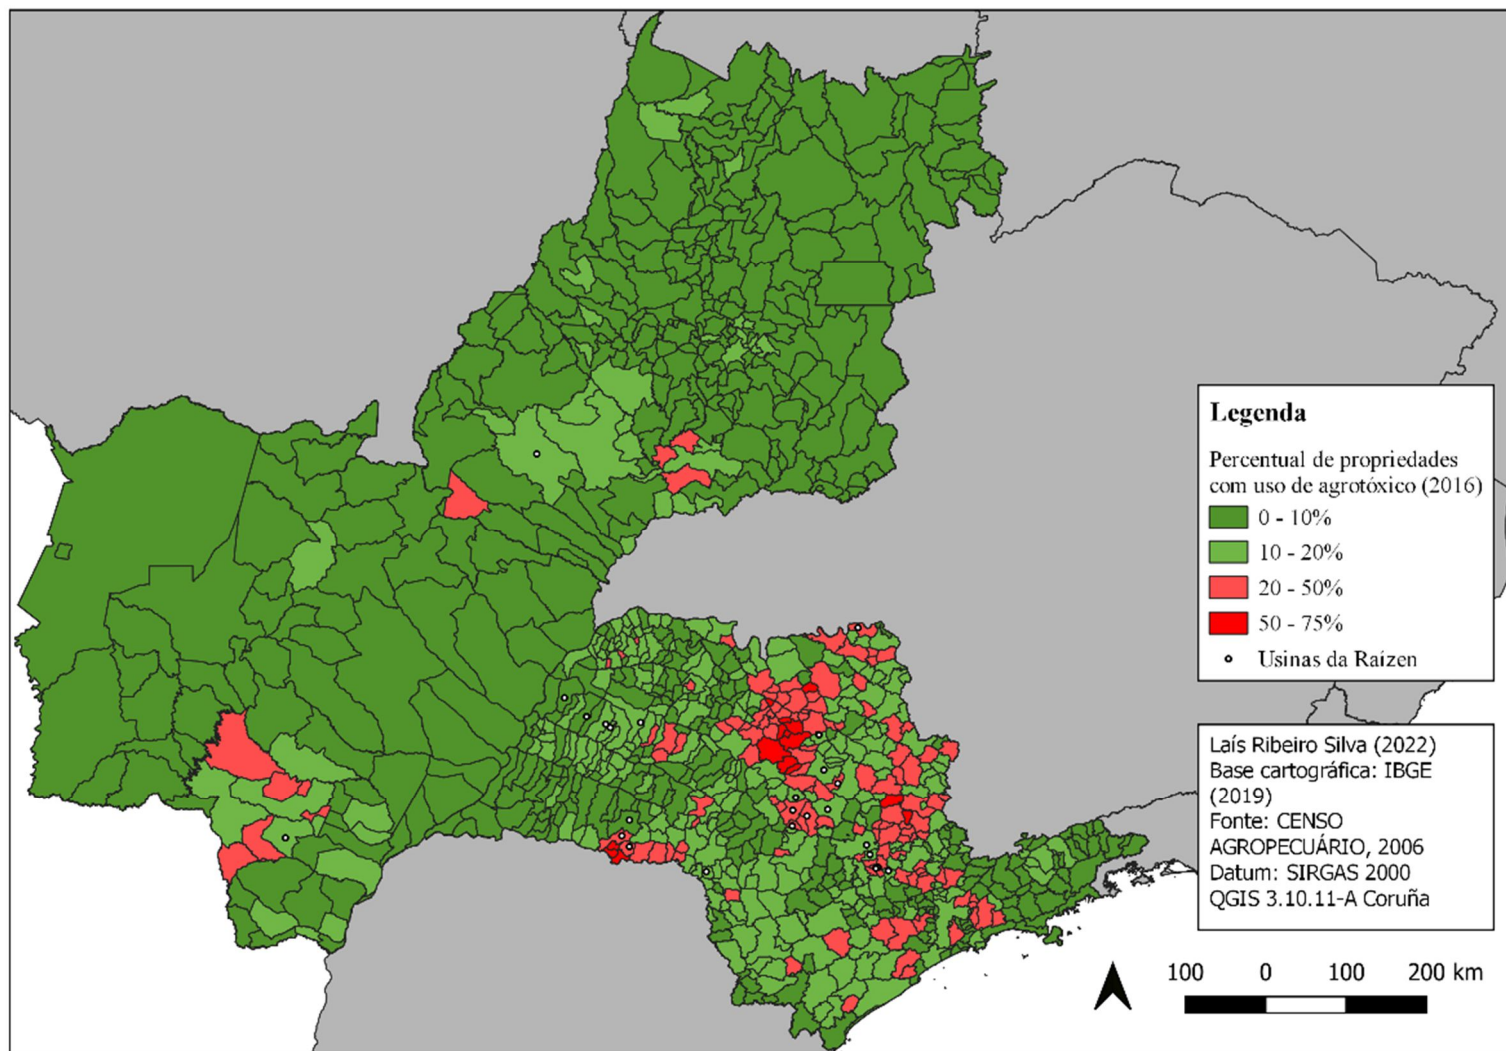 Legenda
Percentual de propriedades
com uso de agrotóxico (2016)
0 - 10%
10 - 20%
20 - 50%
50 - 75%
Usinas da Raízen
Laís Ribeiro Silva (2022)
Base cartográfica: IBGE
(2019)
Fonte: CENSO
AGROPECUÁRIO, 2006
Datum: SIRGAS 2000
QGIS 3.10.11-A Coruña
100 0 100 200 km